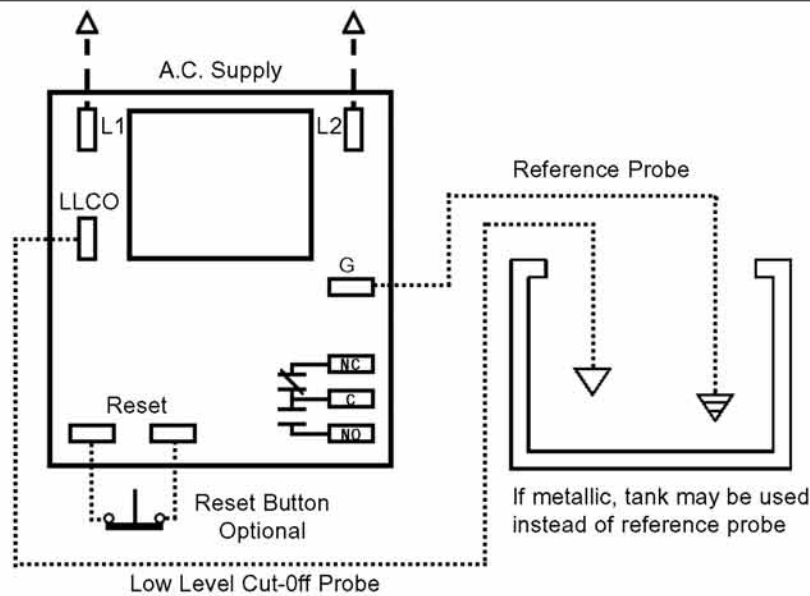 A.C. Supply
L1
L2
LLCO
Reference Probe
G
NC
C
NO
Reset
Reset Button
Optional
If metallic, tank may be used
instead of reference probe
Low Level Cut-0ff Probe